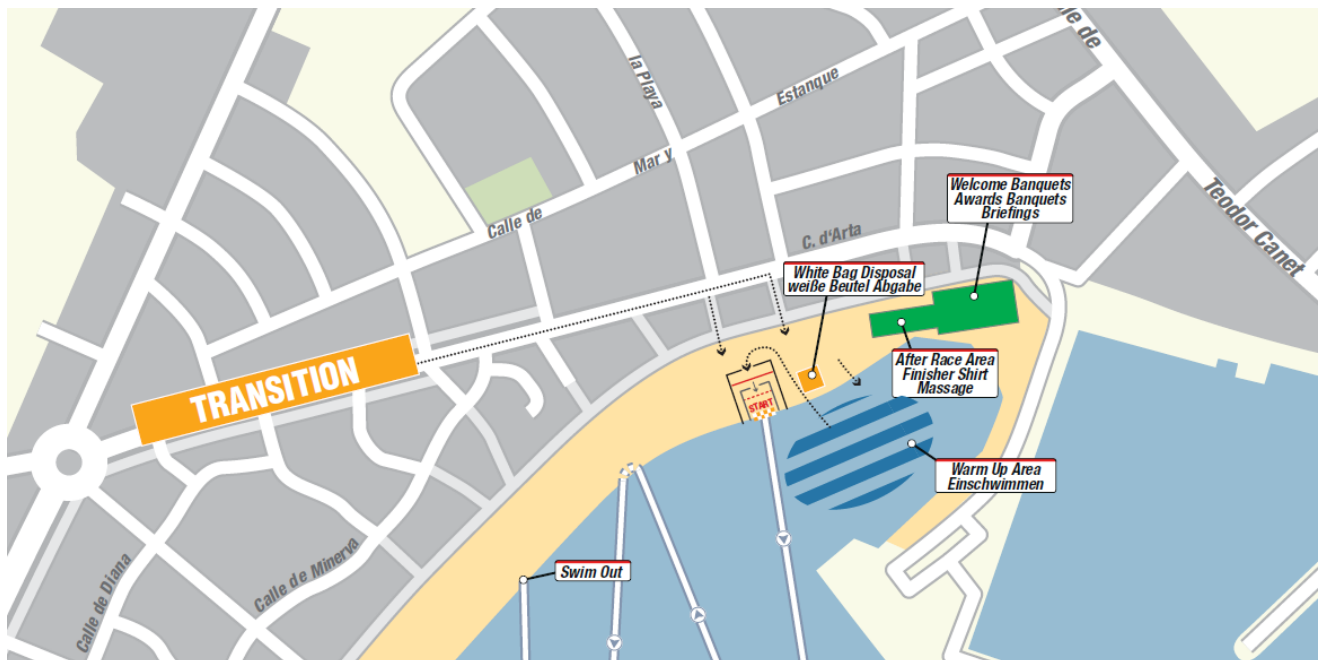 la Playa
Estanque
Mar y
Calle de
Calle de
Teodor Canet
C. d'Arta
Welcome Banquets
Awards Banquets
Briefings
White Bag Disposal
weiße Beutel Abgabe
After Race Area
Finisher Shirt
Massage
TRANSITION
START
Warm Up Area
Einschwimmen
Swim Out
Calle de Diana
Calle de Minerva